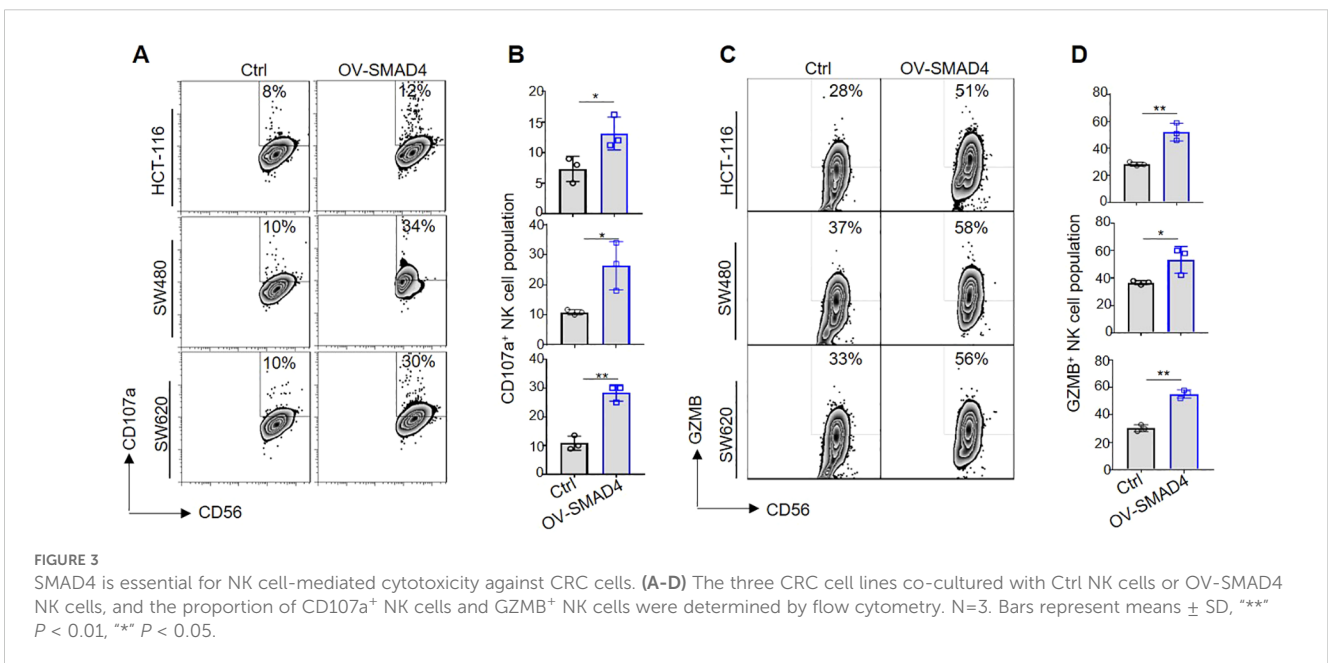 A
Ctrl
OV-SMAD4
HCT-116
8%
12%
SW480
10%
34%
SW620
10%
30%
CD107a
CD56
B
CD107a⁺ NK cell population
20
15
10
5
0
*
40
30
20
10
0
*
40
30
20
10
0
**
Ctrl
OV-SMAD4
C
Ctrl
OV-SMAD4
28%
51%
HCT-116
37%
58%
SW480
33%
56%
SW620
GZMB
CD56
D
GZMB⁺ NK cell population
80
60
40
20
0
**
80
60
40
20
0
*
80
60
40
20
0
**
Ctrl
OV-SMAD4
FIGURE 3
SMAD4 is essential for NK cell-mediated cytotoxicity against CRC cells. (A-D) The three CRC cell lines co-cultured with Ctrl NK cells or OV-SMAD4
NK cells, and the proportion of CD107a⁺ NK cells and GZMB⁺ NK cells were determined by flow cytometry. N=3. Bars represent means ± SD, “**”
P < 0.01, “*” P < 0.05.